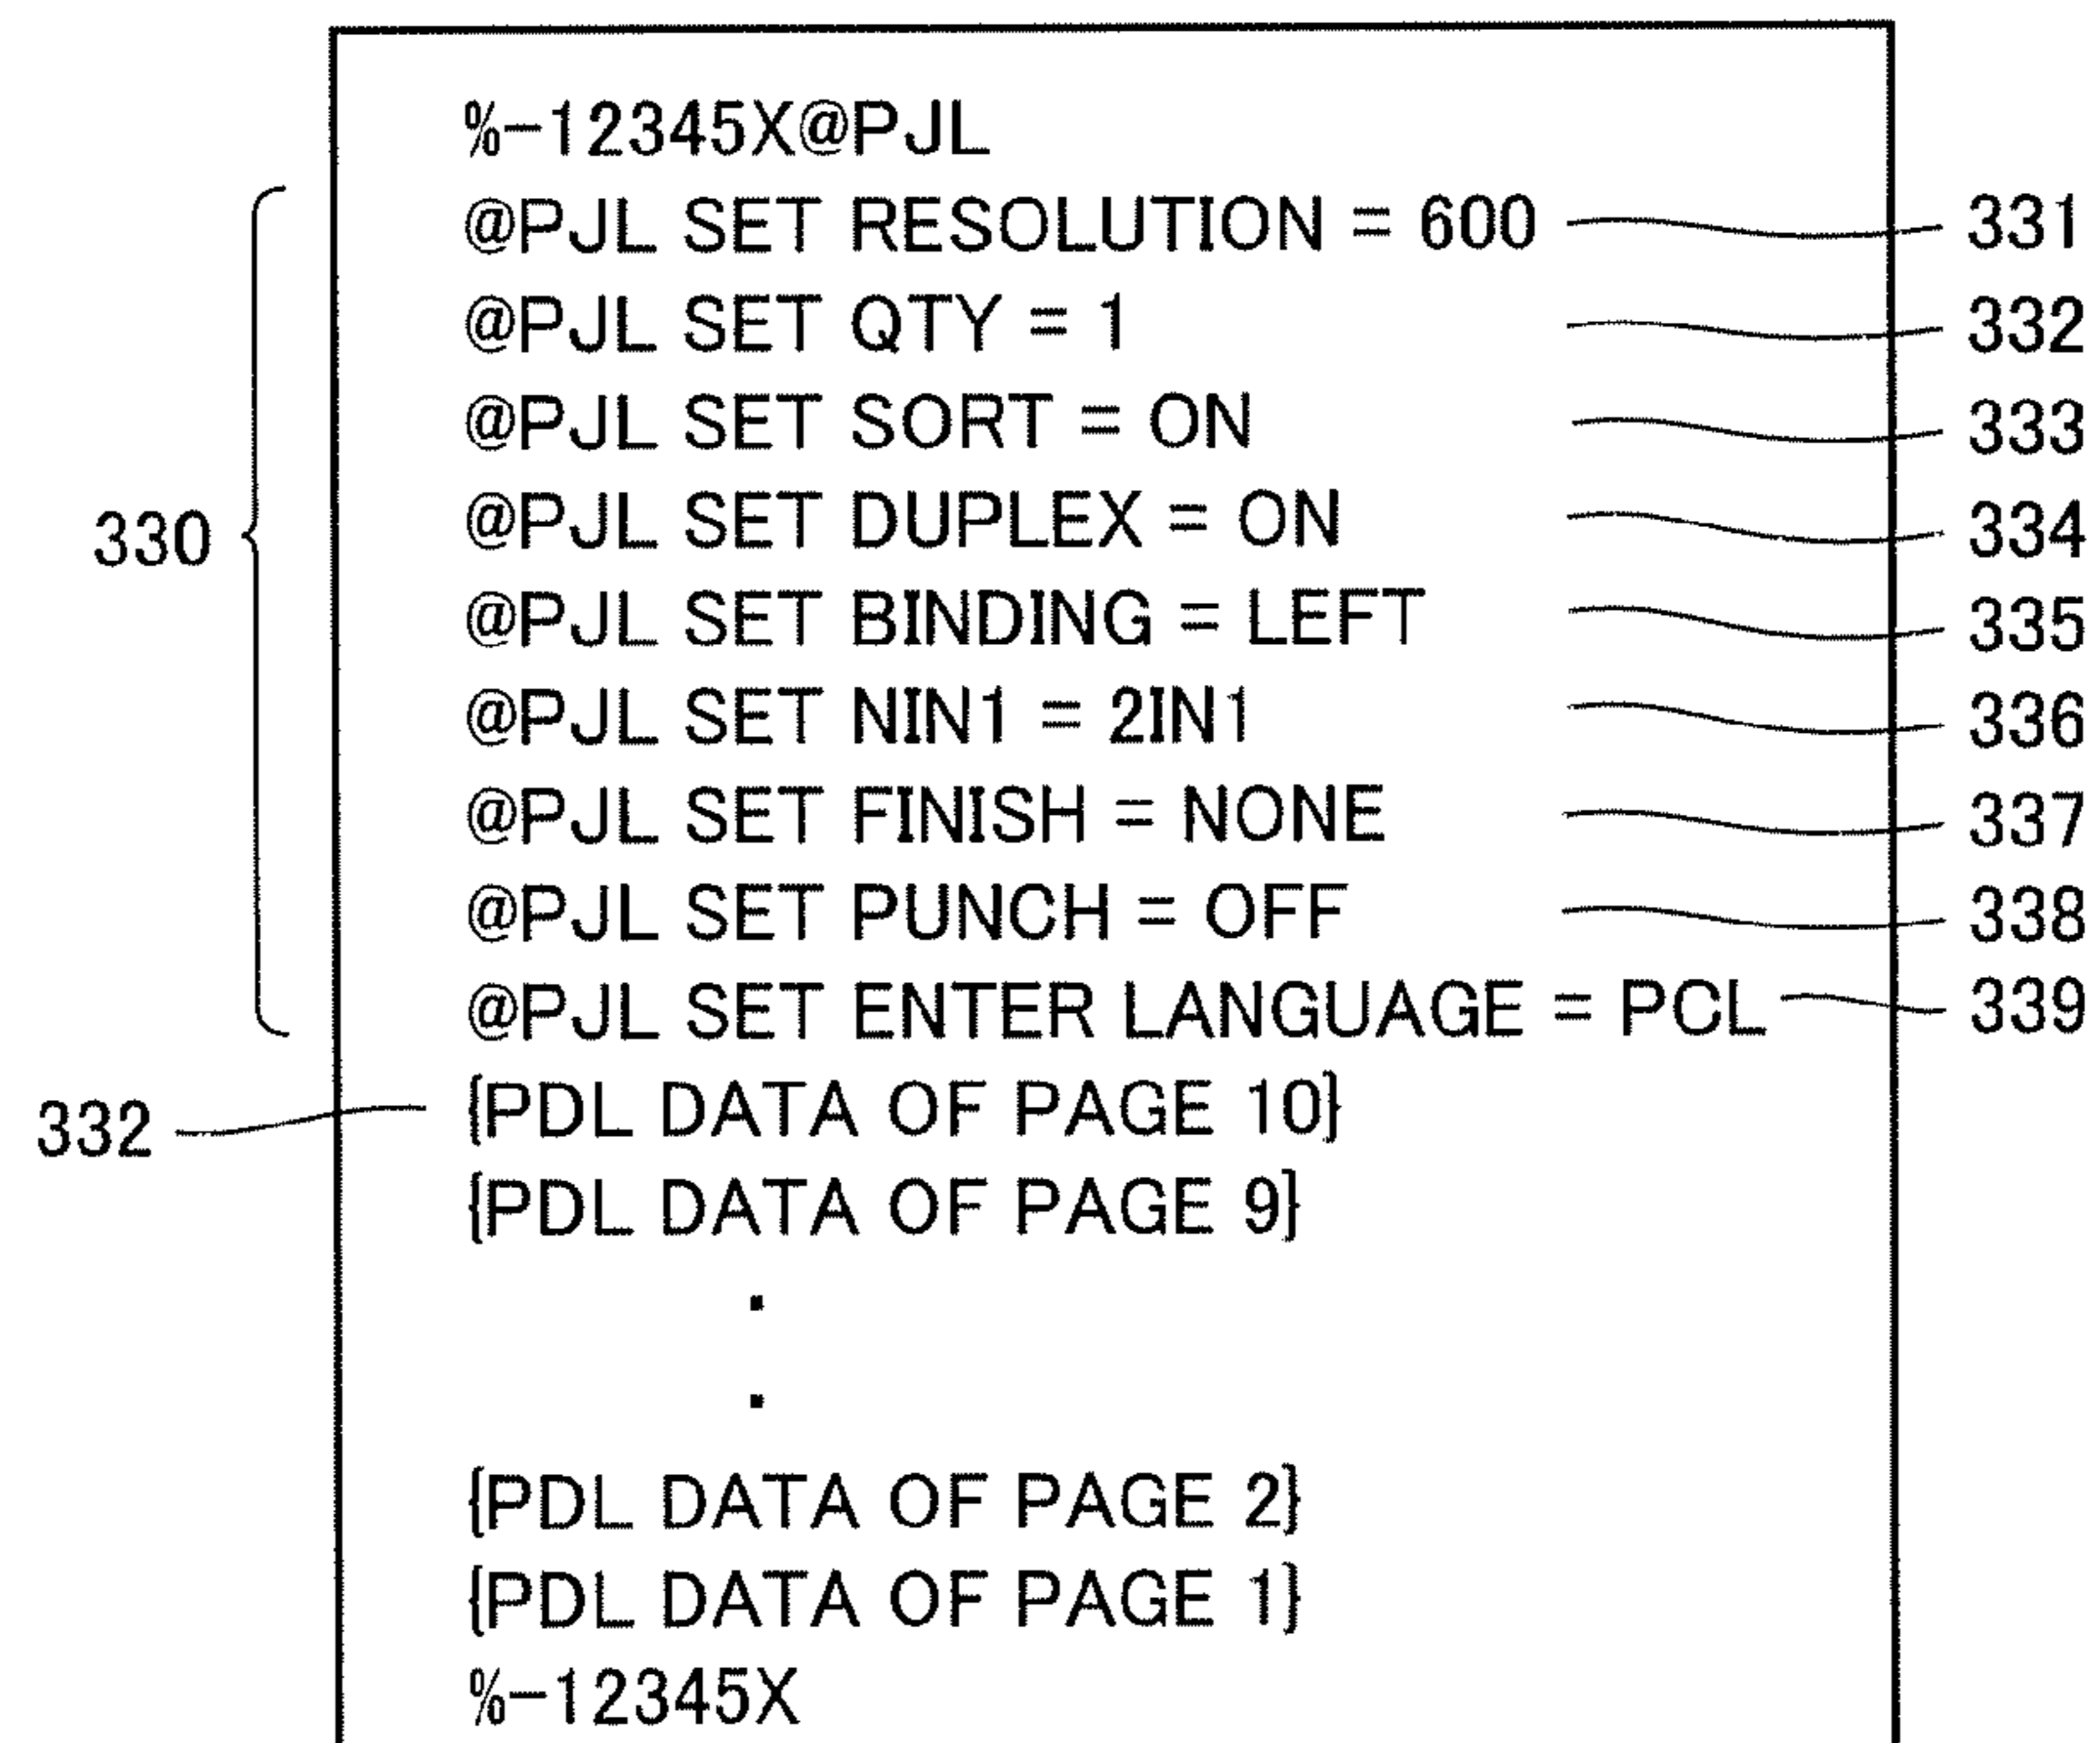 %-12345X@PJL
@PJL SET RESOLUTION = 600 331
@PJL SET QTY = 1 332
@PJL SET SORT = ON 333
@PJL SET DUPLEX = ON 334
330
@PJL SET BINDING = LEFT 335
@PJL SET NIN1 = 2IN1 336
@PJL SET FINISH = NONE 337
@PJL SET PUNCH = OFF 338
@PJL SET ENTER LANGUAGE = PCL 339
332 {PDL DATA OF PAGE 10}
{PDL DATA OF PAGE 9}
.
.
{PDL DATA OF PAGE 2}
{PDL DATA OF PAGE 1}
%-12345X